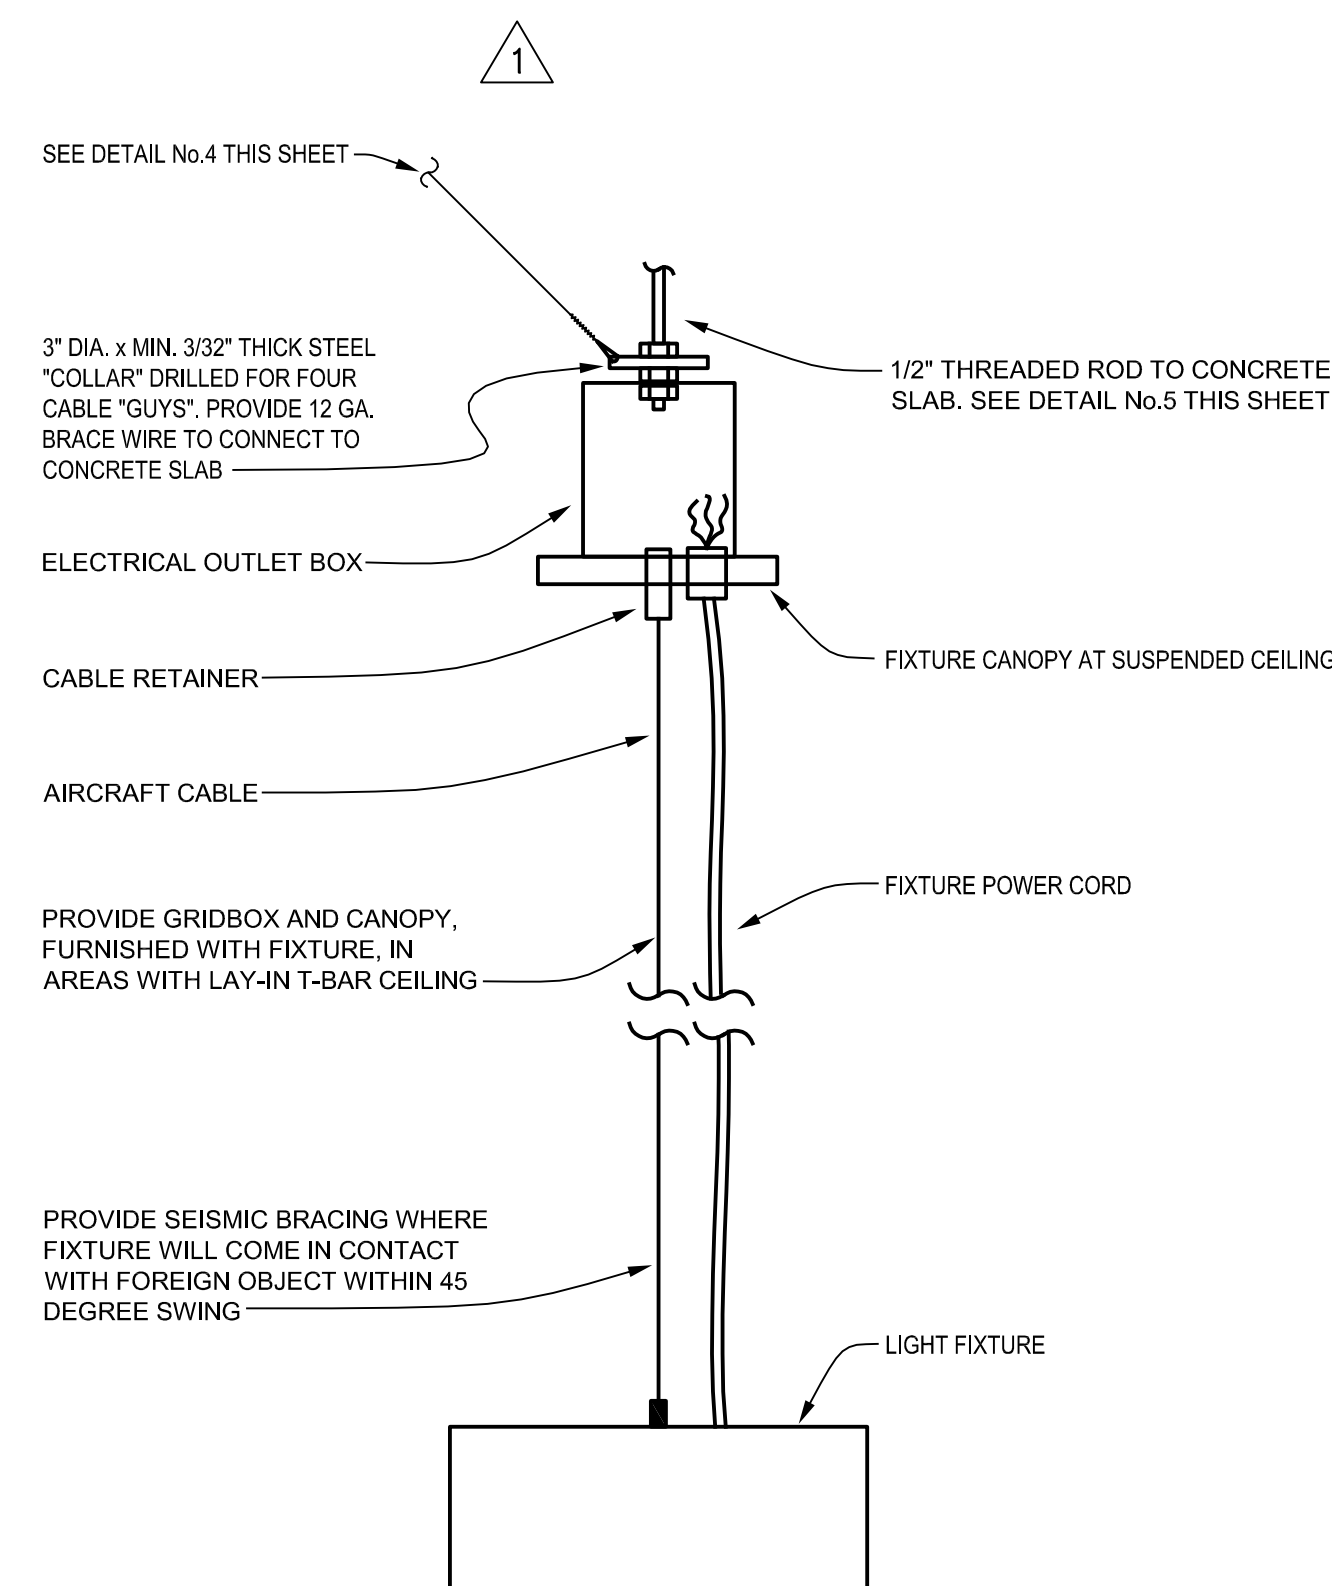 1
SEE DETAIL No.4 THIS SHEET
3" DIA. x MIN. 3/32" THICK STEEL
"COLLAR" DRILLED FOR FOUR
CABLE "GUYS". PROVIDE 12 GA.
BRACE WIRE TO CONNECT TO
CONCRETE SLAB
1/2" THREADED ROD TO CONCRETE
SLAB. SEE DETAIL No.5 THIS SHEET
ELECTRICAL OUTLET BOX
FIXTURE CANOPY AT SUSPENDED CEILING
CABLE RETAINER
AIRCRAFT CABLE
FIXTURE POWER CORD
PROVIDE GRIDBOX AND CANOPY,
FURNISHED WITH FIXTURE, IN
AREAS WITH LAY-IN T-BAR CEILING
PROVIDE SEISMIC BRACING WHERE
FIXTURE WILL COME IN CONTACT
WITH FOREIGN OBJECT WITHIN 45
DEGREE SWING
LIGHT FIXTURE